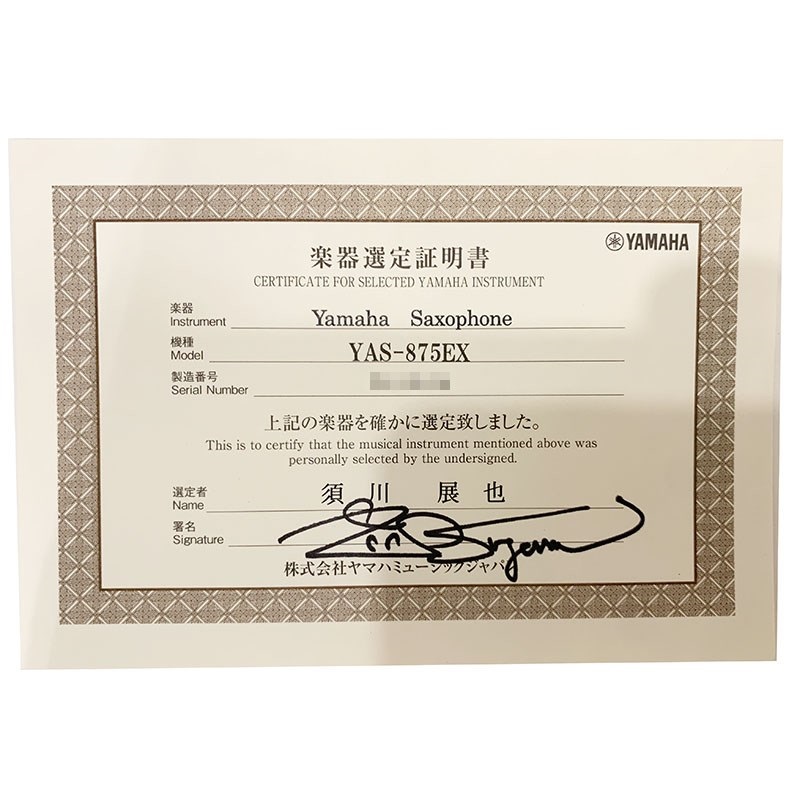 YAMAHA
楽器選定証明書
CERTIFICATE FOR SELECTED YAMAHA INSTRUMENT
楽器
Instrument Yamaha Saxophone
機種
Model YAS-875EX
製造番号
Serial Number
上記の楽器を確かに選定致しました。
This is to certify that the musical instrument mentioned above was
personally selected by the undersigned.
選定者
Name 須川 展也
署名
Signature
株式会社ヤマハミュージックジャパン